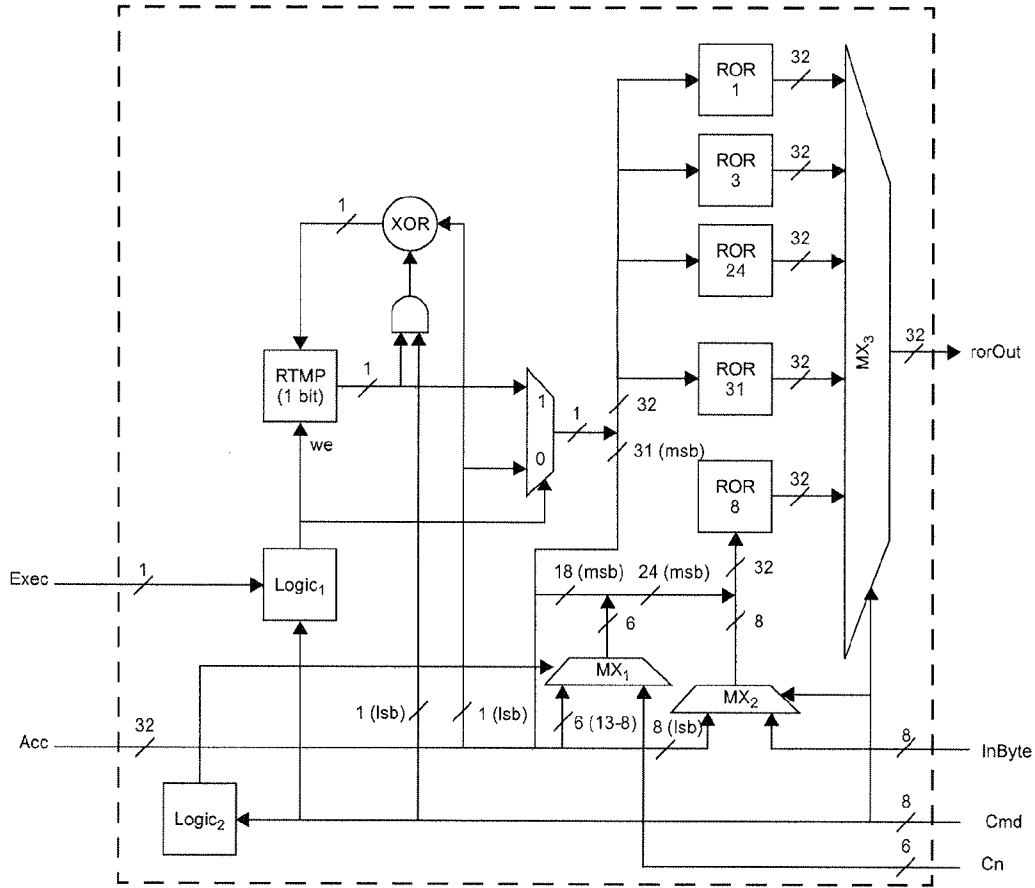 32
ROR
1
32
ROR
3
1
XOR
32
ROR
24
32
rorOut
MX3
RTMP
(1 bit)
1
1
0
1
32
ROR
31
32
31 (msb)
we
ROR
8
32
Exec
1
Logic1
18 (msb)
24 (msb)
32
6
8
MX1
MX2
1 (lsb)
1 (lsb)
6 (13-8)
8 (lsb)
Acc
32
8
InByte
Logic2
8
Cmd
6
Cn